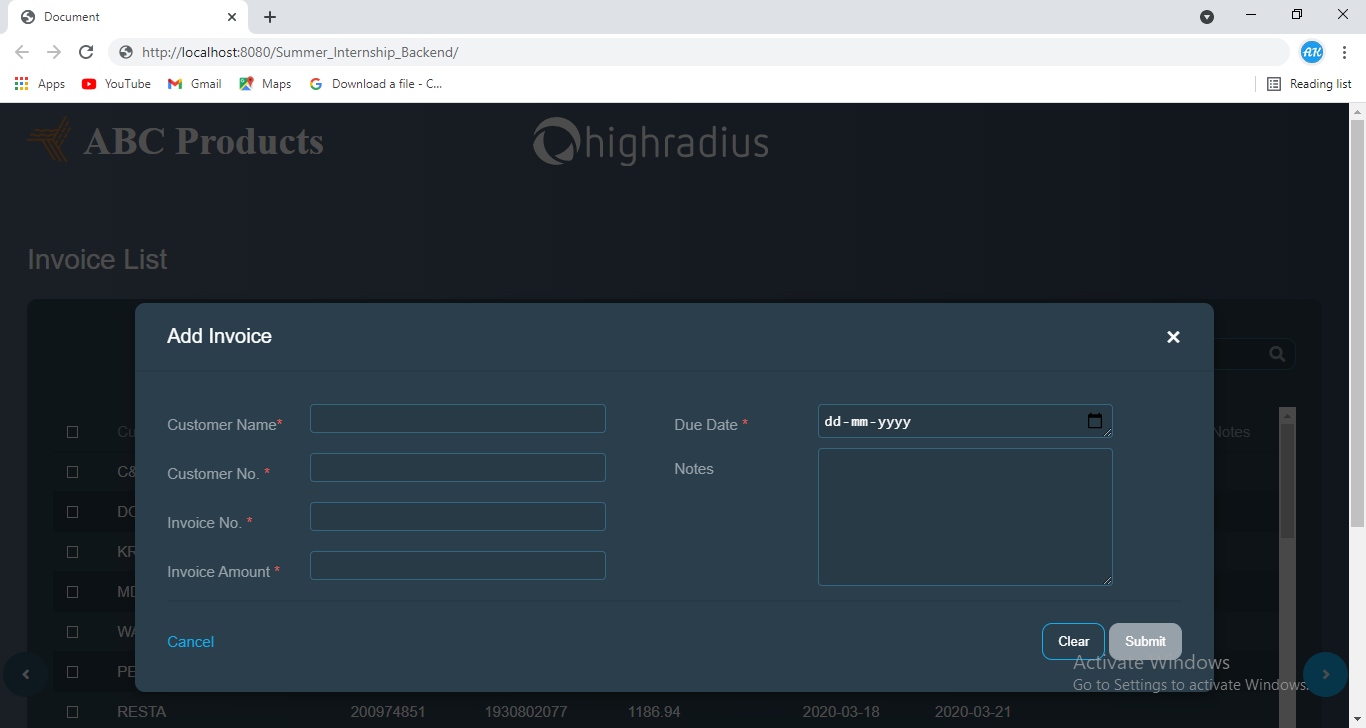 Document
http://localhost:8080/Summer_Internship_Backend/
AK
Apps YouTube Gmail Maps Download a file - C... Reading list
ABC Products highradius
Invoice List
Add Invoice
Customer Name* Due Date * dd-mm-yyyy
Customer No. * Notes
Invoice No. *
Invoice Amount *
Cancel Clear Submit
Cu Notes
C&
DC
KR
MD
WA
PE
RESTA 200974851 1930802077 1186.94 2020-03-18 2020-03-21
Activate Windows
Go to Settings to activate Windows.